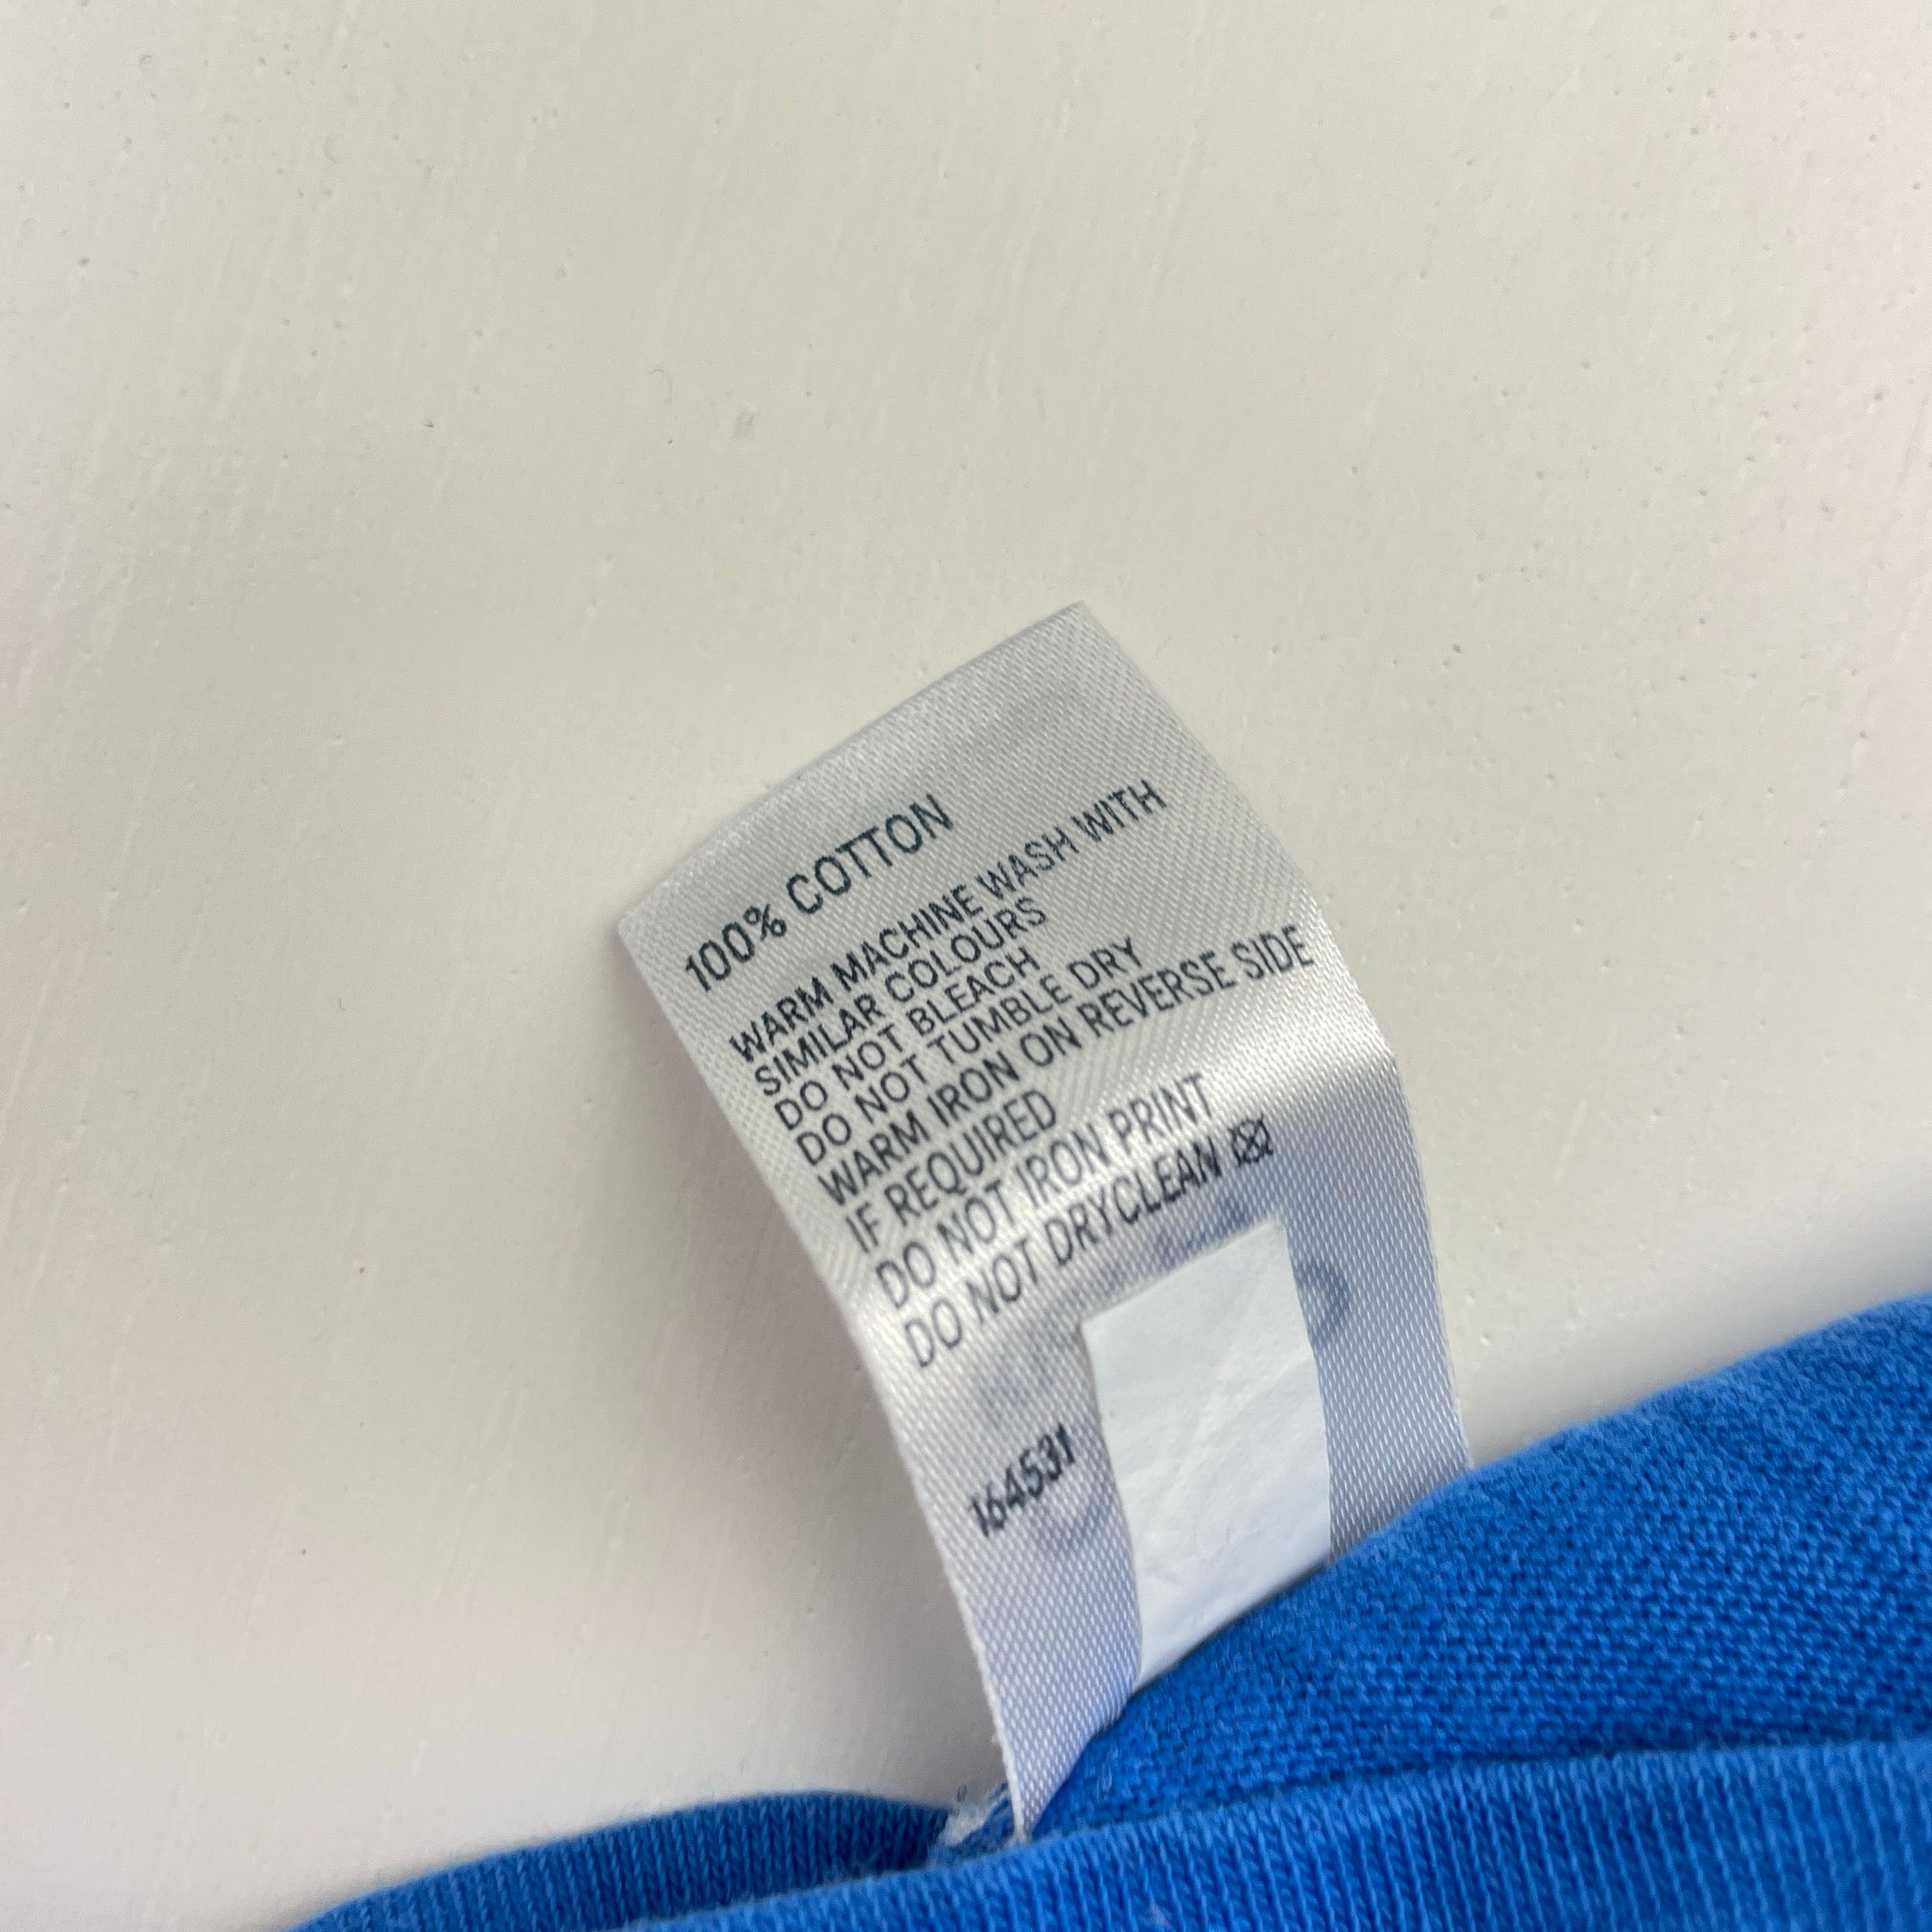 100% COTTON
WARM MACHINE WASH WITH
SIMILAR COLOURS
DO NOT BLEACH
DO NOT TUMBLE DRY
WARM IRON ON REVERSE SIDE
IF REQUIRED
DO NOT IRON PRINT
DO NOT DRYCLEAN
164531